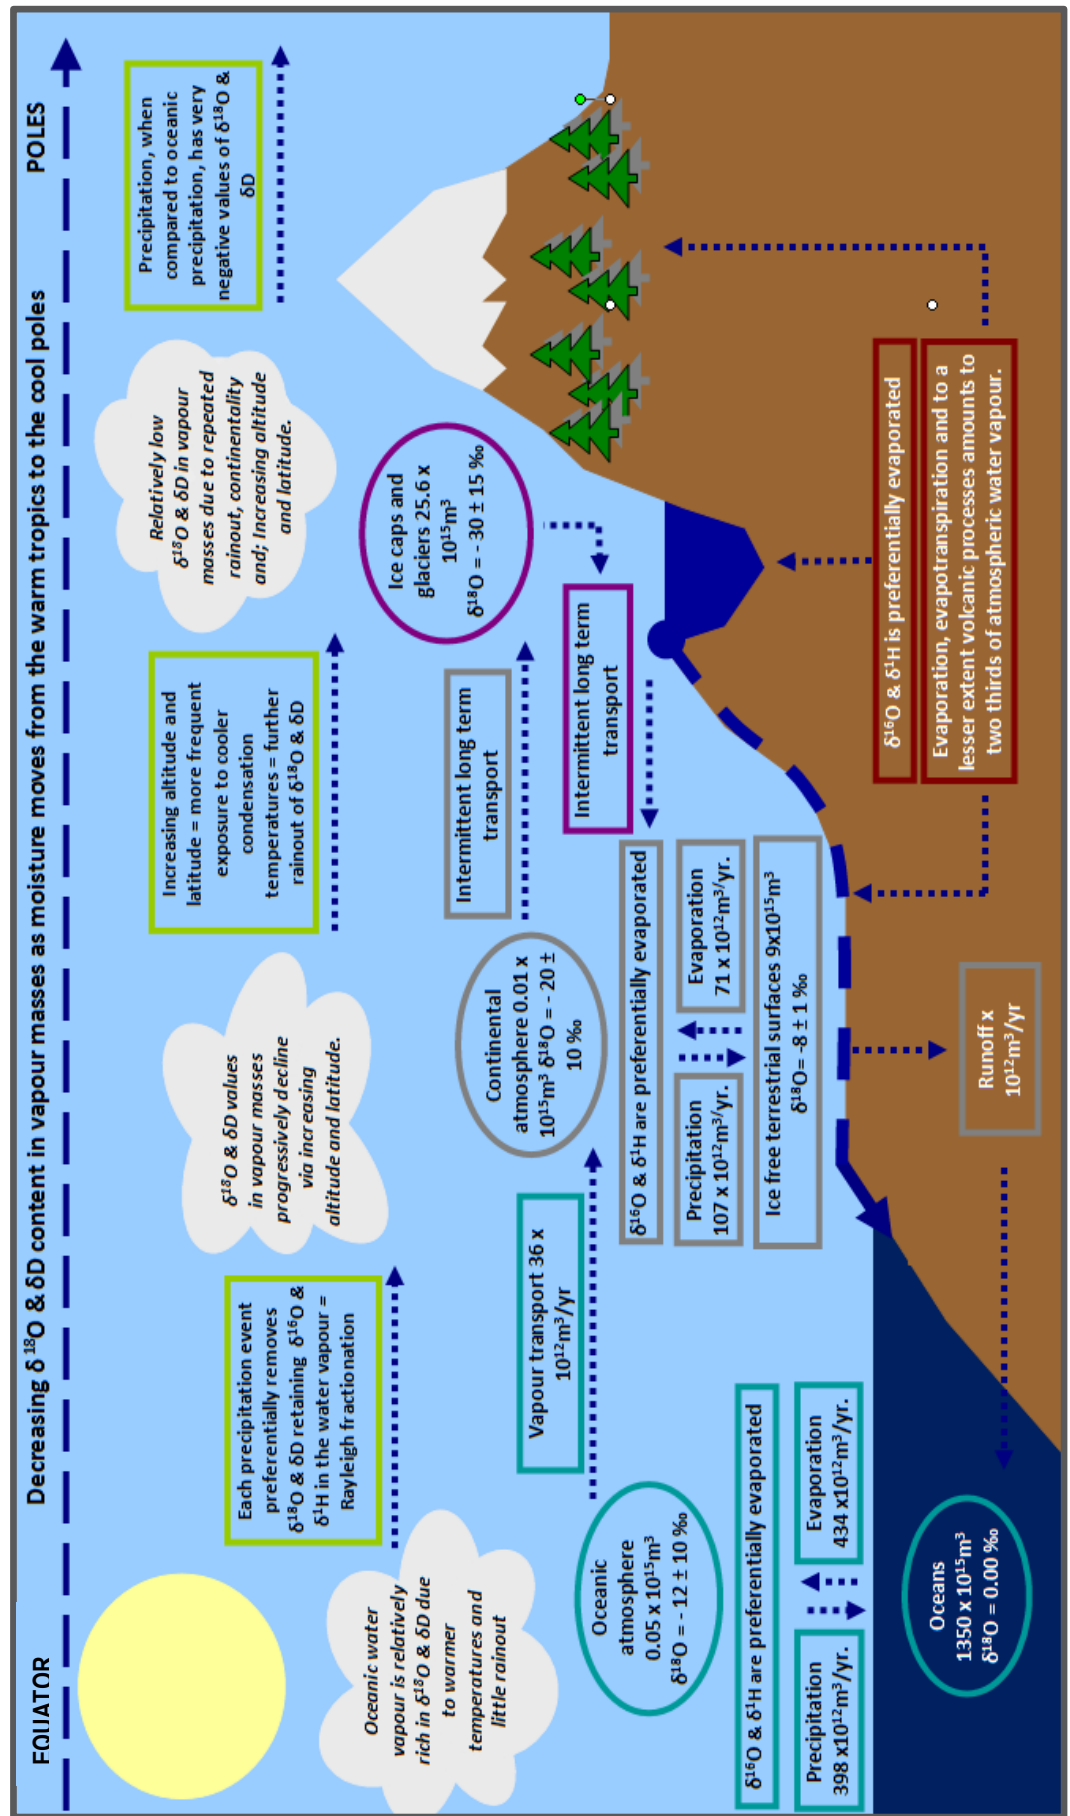 EQUATOR
POLES
Decreasing δ ¹⁸O & δD content in vapour masses as moisture moves from the warm tropics to the cool poles
Oceanic water
vapour is relatively
rich in δ¹⁸O & δD due
to warmer
temperatures and
little rainout
Each precipitation event
preferentially removes
δ¹⁸O & δD retaining δ¹⁶O &
δ¹H in the water vapour =
Rayleigh fractionation
δ¹⁸O & δD values
in vapour masses
progressively decline
via increasing
altitude and latitude.
Increasing altitude and
latitude = more frequent
exposure to cooler
condensation
temperatures = further
rainout of δ¹⁸O & δD
Relatively low
δ¹⁸O & δD in vapour
masses due to repeated
rainout, continentality
and; Increasing altitude
and latitude.
Precipitation, when
compared to oceanic
precipitation, has very
negative values of δ¹⁸O &
δD
Oceanic
atmosphere
0.05 x 10¹⁵m³
δ¹⁸O = - 12 ± 10 ‰
Vapour transport 36 x
10¹²m³/yr
Continental
atmosphere 0.01 x
10¹⁵m³ δ¹⁸O = - 20 ±
10 ‰
Intermittent long term
transport
Ice caps and
glaciers 25.6 x
10¹⁵m³
δ¹⁸O = - 30 ± 15 ‰
Intermittent long term
transport
δ¹⁶O & δ¹H are preferentially evaporated
Precipitation
398 x10¹²m³/yr.
Evaporation
434 x10¹²m³/yr.
Oceans
1350 x 10¹⁵m³
δ¹⁸O = 0.00 ‰
δ¹⁶O & δ¹H are preferentially evaporated
Precipitation
107 x 10¹²m³/yr.
Evaporation
71 x 10¹²m³/yr.
Ice free terrestrial surfaces 9x10¹⁵m³
δ¹⁸O= -8 ± 1 ‰
Runoff x
10¹²m³/yr
δ¹⁶O & δ¹H is preferentially evaporated
Evaporation, evapotranspiration and to a
lesser extent volcanic processes amounts to
two thirds of atmospheric water vapour.